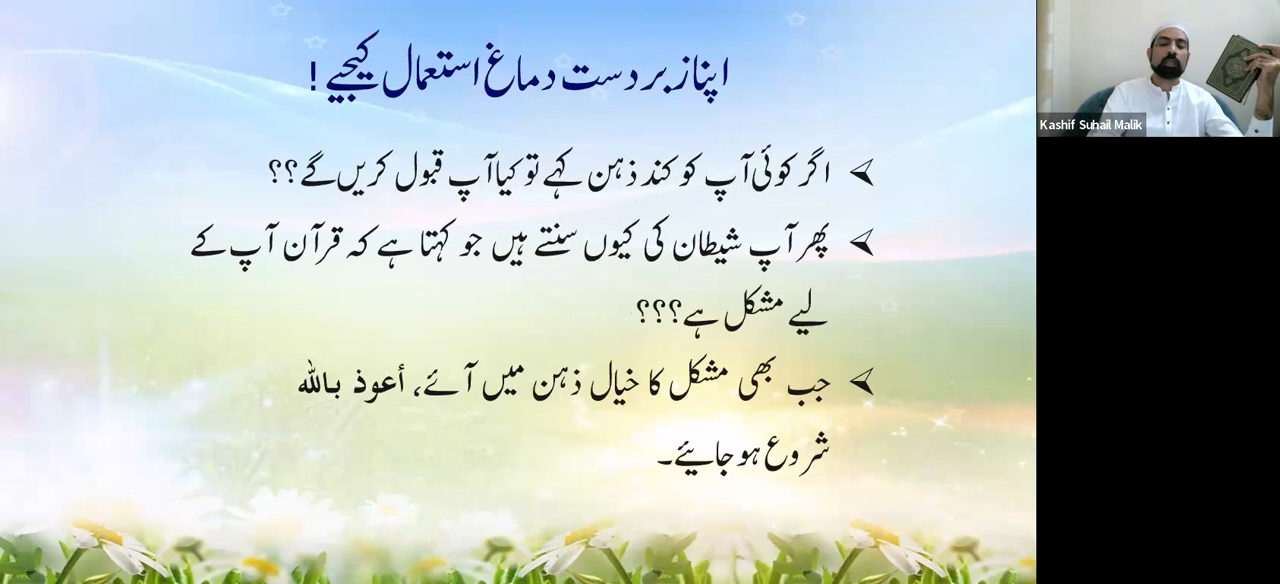 اپنا زبردست دماغ استعمال کیجیے !
اگر کوئی آپ کو کند ذہن کہے تو کیا آپ قبول کریں گے؟؟
پھر آپ شیطان کی کیوں سنتے ہیں جو کہتا ہے کہ قرآن آپ کے
لیے مشکل ہے؟؟؟
جب بھی مشکل کا خیال ذہن میں آئے، أعوذ بالله
شروع ہو جائیے۔
Kashif Suhail Malik